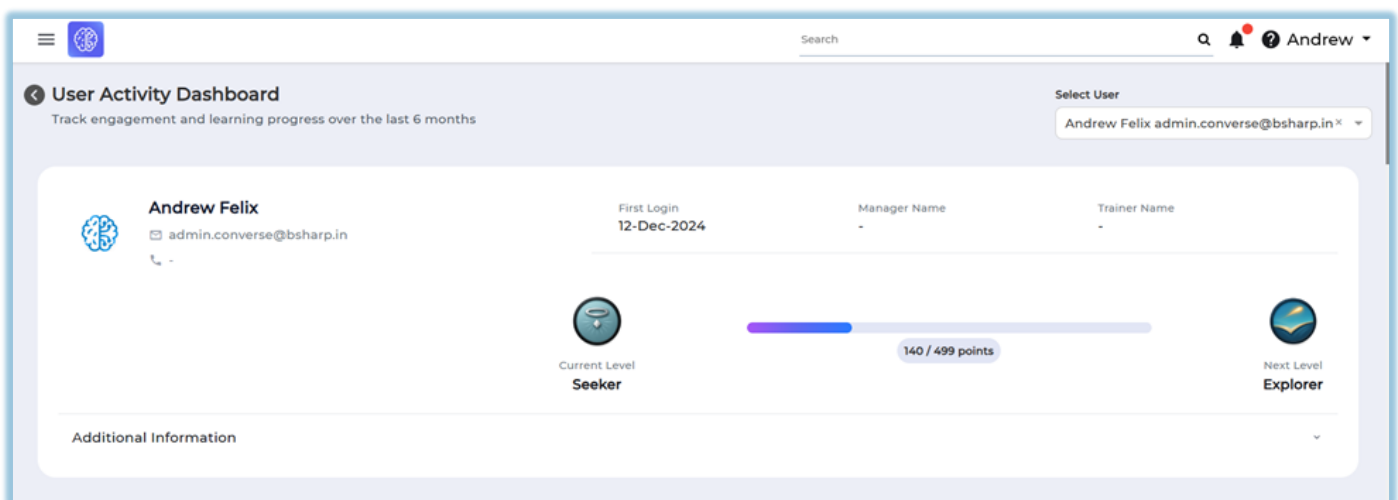 Search
Andrew
User Activity Dashboard
Track engagement and learning progress over the last 6 months
Select User
Andrew Felix admin.converse@bsharp.in×
Andrew Felix
admin.converse@bsharp.in
-
First Login
12-Dec-2024
Manager Name
-
Trainer Name
-
Current Level
Seeker
140 / 499 points
Next Level
Explorer
Additional Information